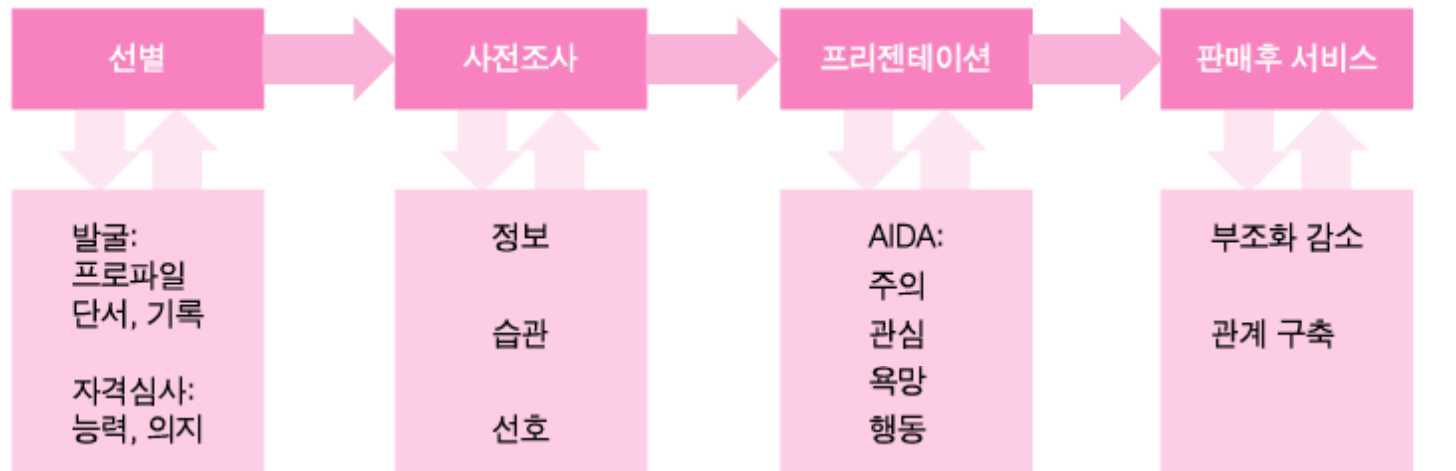 선별
사전조사
프리젠테이션
판매후 서비스
발굴:
프로파일
단서, 기록
자격심사:
능력, 의지
정보
습관
선호
AIDA:
주의
관심
욕망
행동
부조화 감소
관계 구축